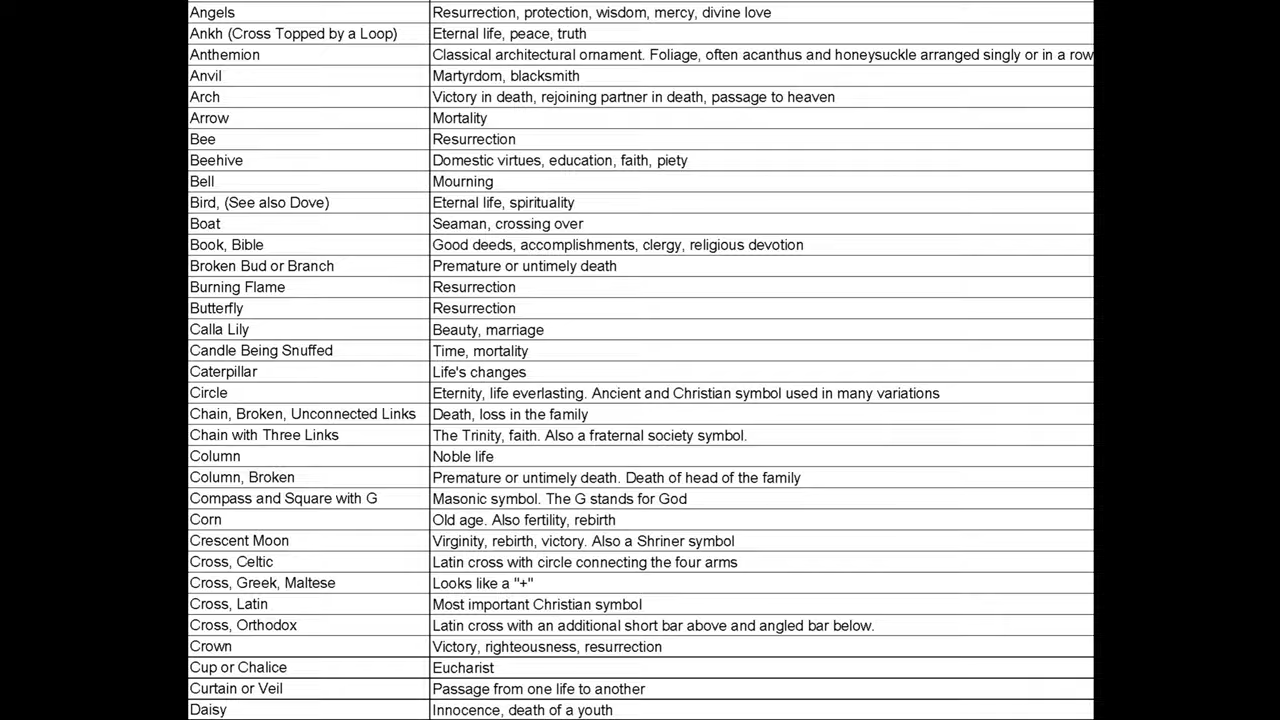 Angels Resurrection, protection, wisdom, mercy, divine love
Ankh (Cross Topped by a Loop) Eternal life, peace, truth
Anthemion Classical architectural ornament. Foliage, often acanthus and honeysuckle arranged singly or in a row
Anvil Martyrdom, blacksmith
Arch Victory in death, rejoining partner in death, passage to heaven
Arrow Mortality
Bee Resurrection
Beehive Domestic virtues, education, faith, piety
Bell Mourning
Bird, (See also Dove) Eternal life, spirituality
Boat Seaman, crossing over
Book, Bible Good deeds, accomplishments, clergy, religious devotion
Broken Bud or Branch Premature or untimely death
Burning Flame Resurrection
Butterfly Resurrection
Calla Lily Beauty, marriage
Candle Being Snuffed Time, mortality
Caterpillar Life's changes
Circle Eternity, life everlasting. Ancient and Christian symbol used in many variations
Chain, Broken, Unconnected Links Death, loss in the family
Chain with Three Links The Trinity, faith. Also a fraternal society symbol.
Column Noble life
Column, Broken Premature or untimely death. Death of head of the family
Compass and Square with G Masonic symbol. The G stands for God
Corn Old age. Also fertility, rebirth
Crescent Moon Virginity, rebirth, victory. Also a Shriner symbol
Cross, Celtic Latin cross with circle connecting the four arms
Cross, Greek, Maltese Looks like a "+"
Cross, Latin Most important Christian symbol
Cross, Orthodox Latin cross with an additional short bar above and angled bar below.
Crown Victory, righteousness, resurrection
Cup or Chalice Eucharist
Curtain or Veil Passage from one life to another
Daisy Innocence, death of a youth